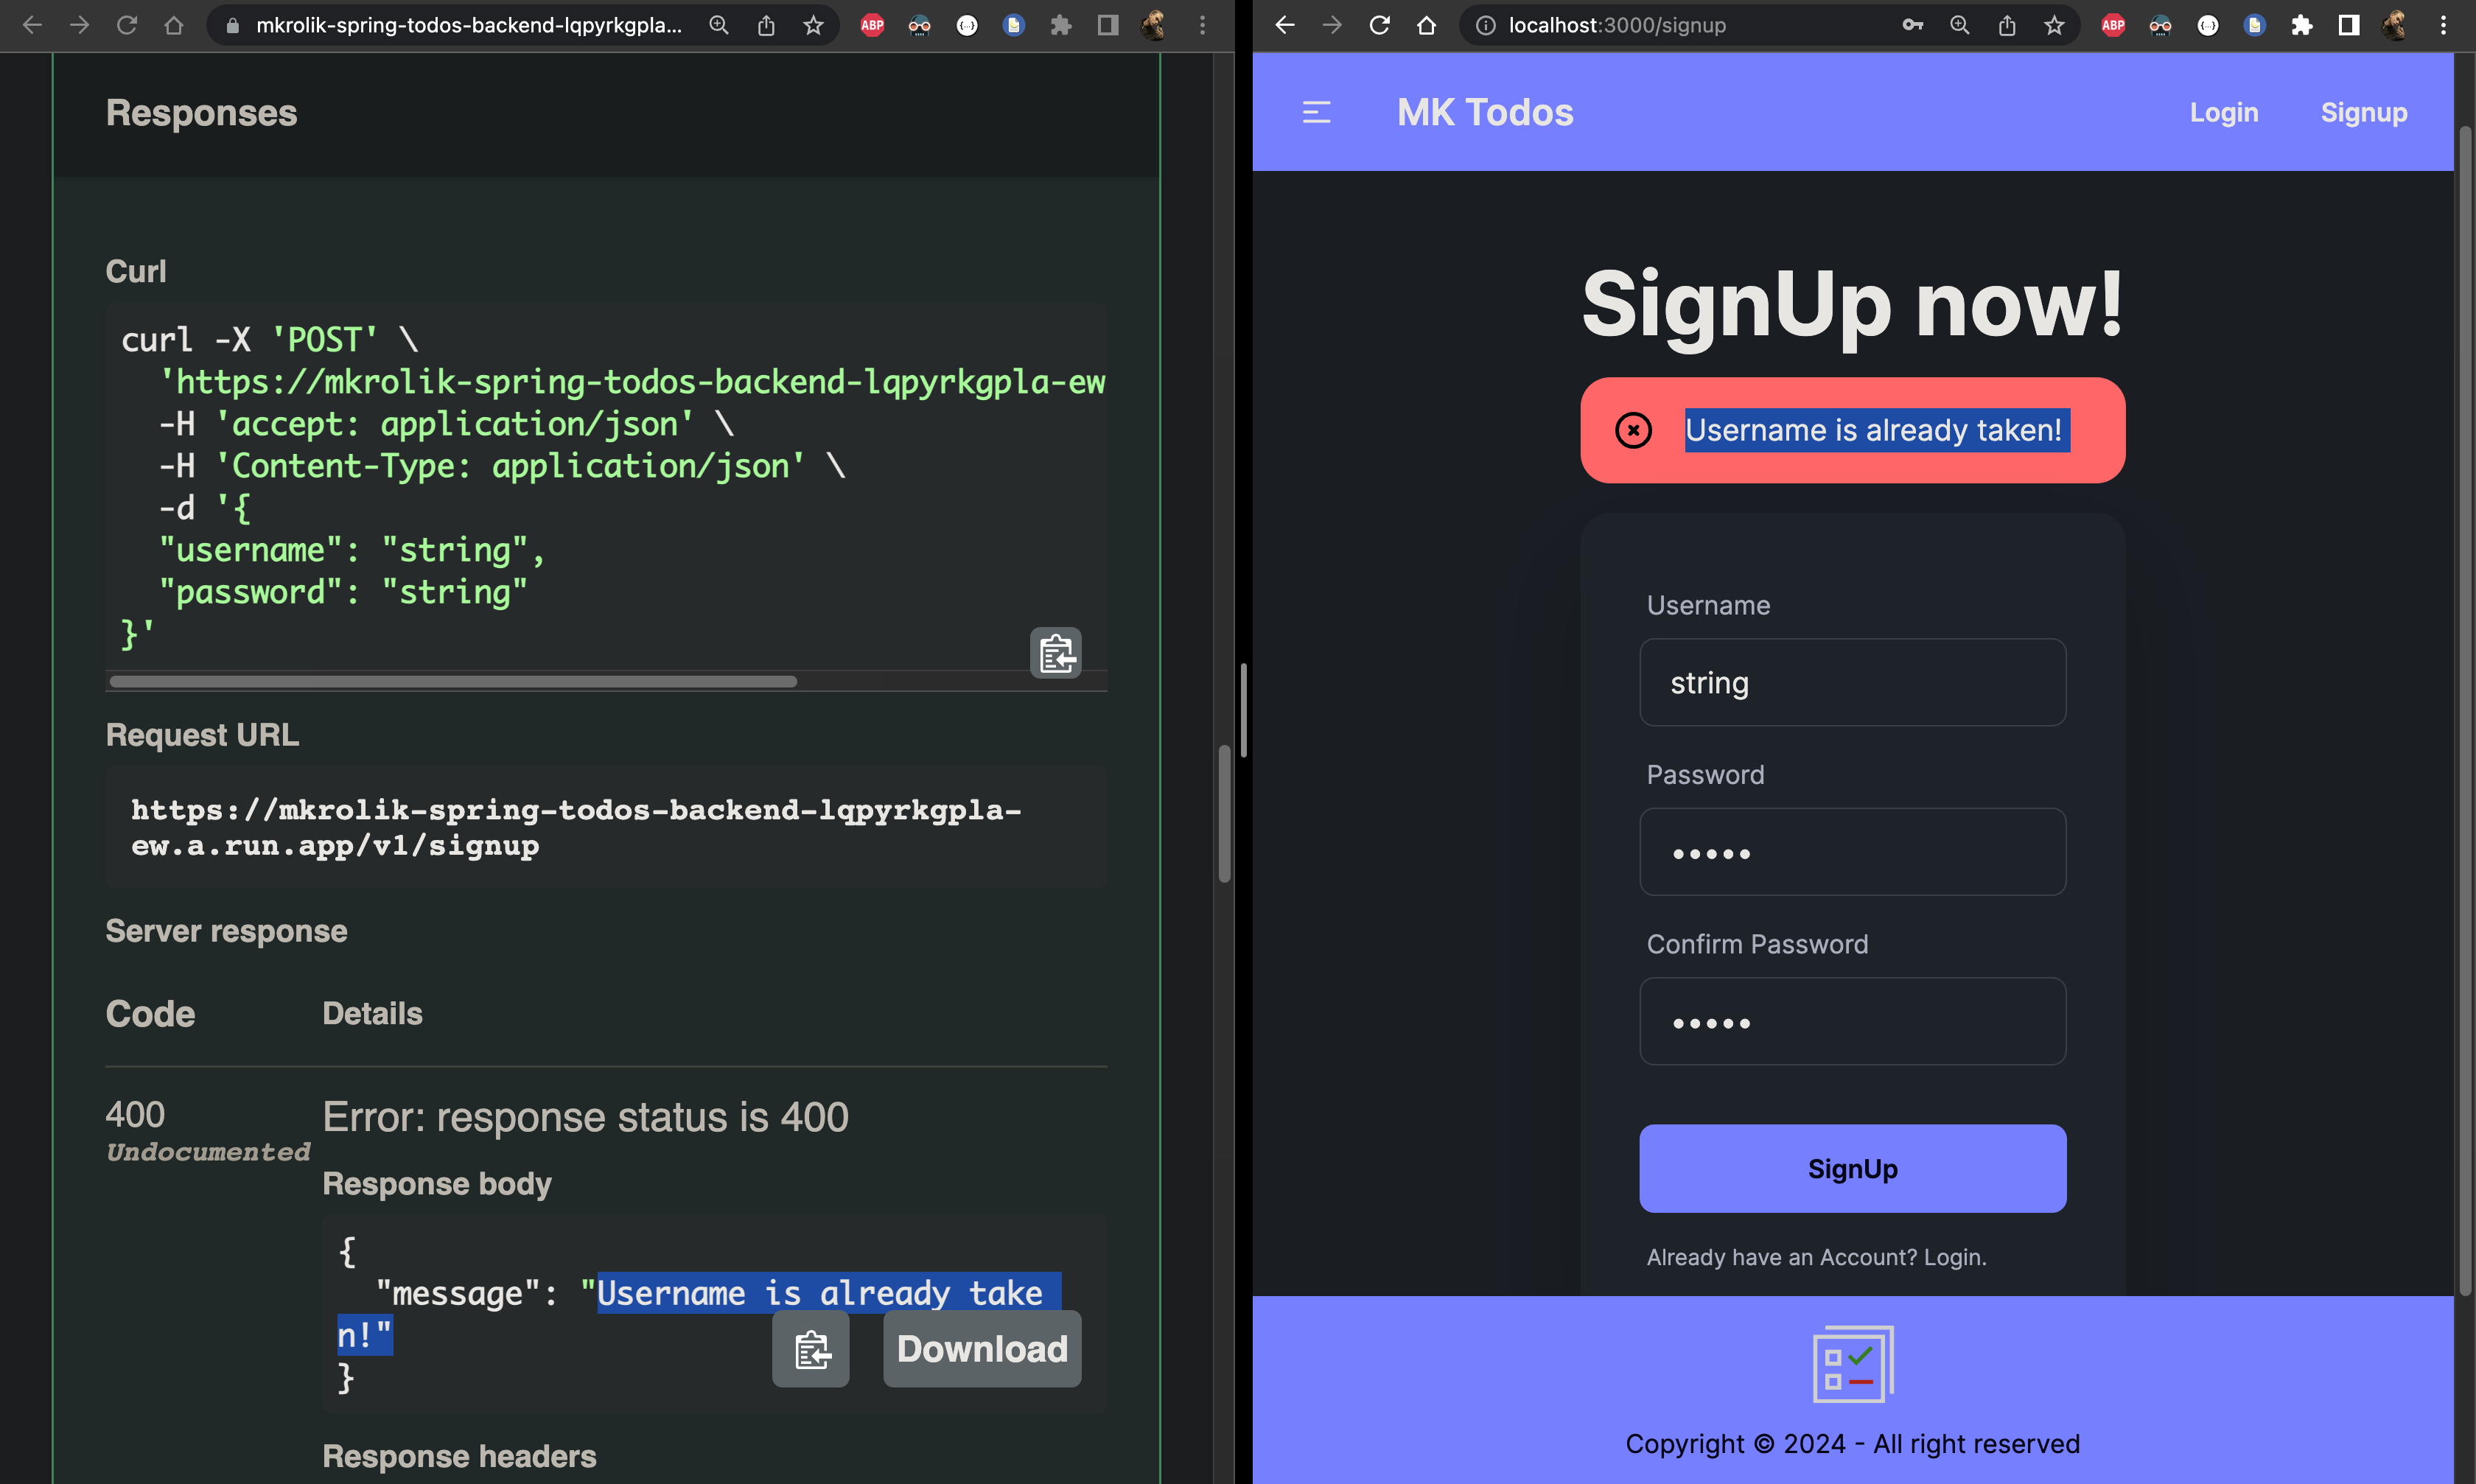 mkrolik-spring-todos-backend-lqpyrkgpla...
ABP
Responses
Curl
curl -X 'POST' \
'https://mkrolik-spring-todos-backend-lqpyrkgpla-ew
-H 'accept: application/json' \
-H 'Content-Type: application/json' \
-d '{
"username": "string",
"password": "string"
}'
Request URL
https://mkrolik-spring-todos-backend-lqpyrkgpla-
ew.a.run.app/v1/signup
Server response
Code Details
400 Error: response status is 400
Undocumented
Response body
{
"message": "Username is already take
n!"
}
Download
Response headers
localhost:3000/signup
ABP
MK Todos
Login Signup
SignUp now!
Username is already taken!
Username
string
Password
•••••
Confirm Password
•••••
SignUp
Already have an Account? Login.
Copyright © 2024 - All right reserved